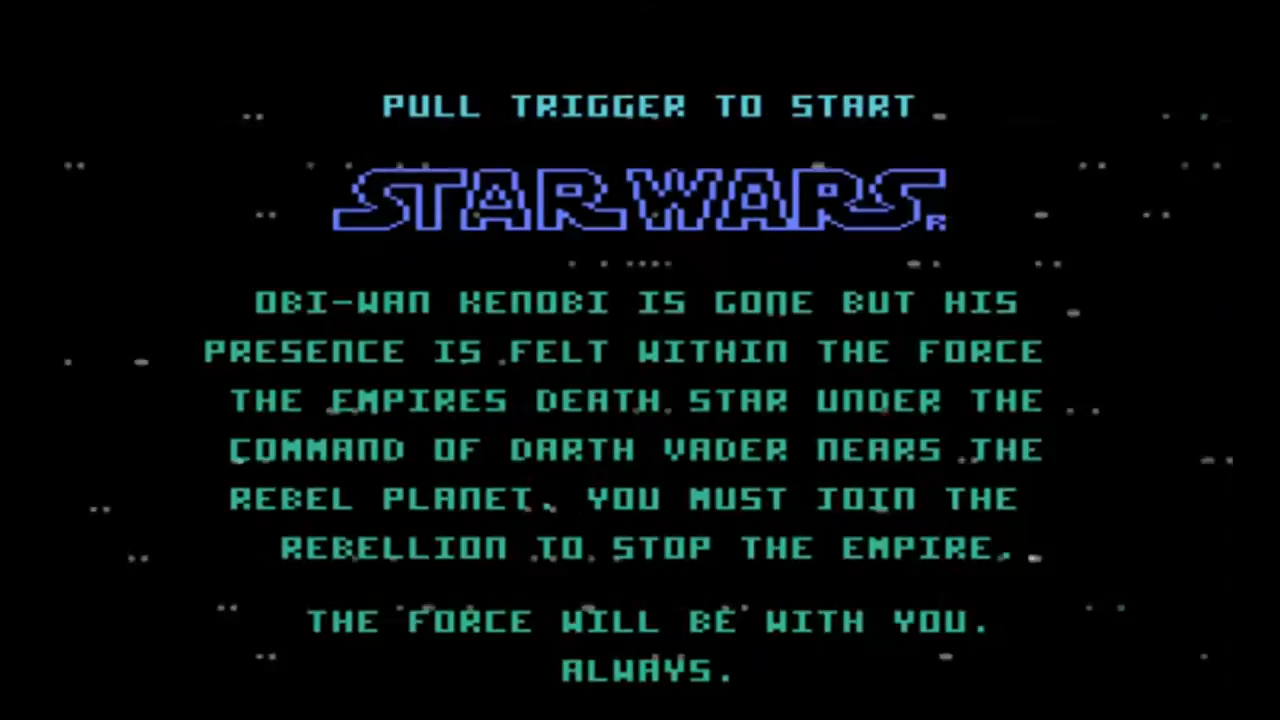 PULL TRIGGER TO START
STAR WARS R
OBI-WAN KENOBI IS GONE BUT HIS
PRESENCE IS FELT WITHIN THE FORCE
THE EMPIRES DEATH STAR UNDER THE
COMMAND OF DARTH VADER NEARS THE
REBEL PLANET. YOU MUST JOIN THE
REBELLION TO STOP THE EMPIRE.
THE FORCE WILL BE WITH YOU.
ALWAYS.